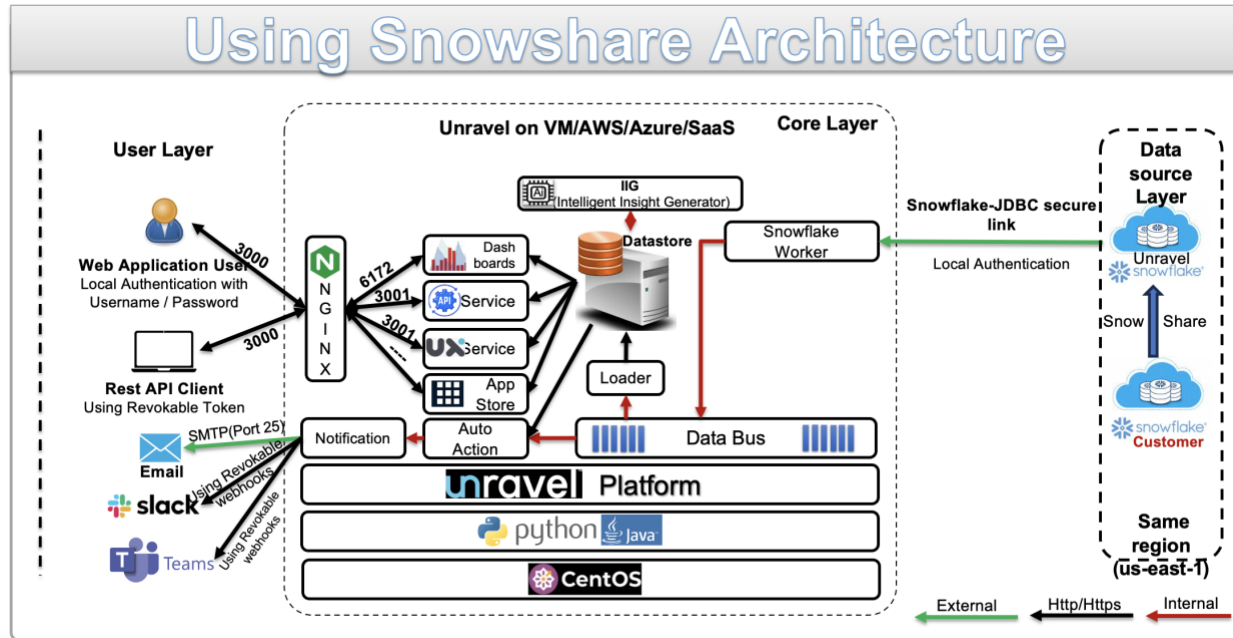 Using Snowshare Architecture
Unravel on VM/AWS/Azure/SaaS
Core Layer
User Layer
Web Application User
Local Authentication with
Username / Password
3000
Rest API Client
Using Revokable Token
3000
SMTP(Port 25)
Email
Using Revokable
webhooks
slack
Using Revokable
webhooks
T
Teams
N
N
G
I
N
X
6172
3001
3001
----
Dash
boards
API
Service
UX
Service
App
Store
Ai
IIG
(Intelligent Insight Generator)
Datastore
Snowflake
Worker
Loader
Notification
Auto
Action
Data Bus
unravel Platform
python
Java
CentOS
Snowflake-JDBC secure
link
Local Authentication
Data
source
Layer
Unravel
snowflake®
Snow
Share
snowflake®
Customer
Same
region
(us-east-1)
External
Http/Https
Internal